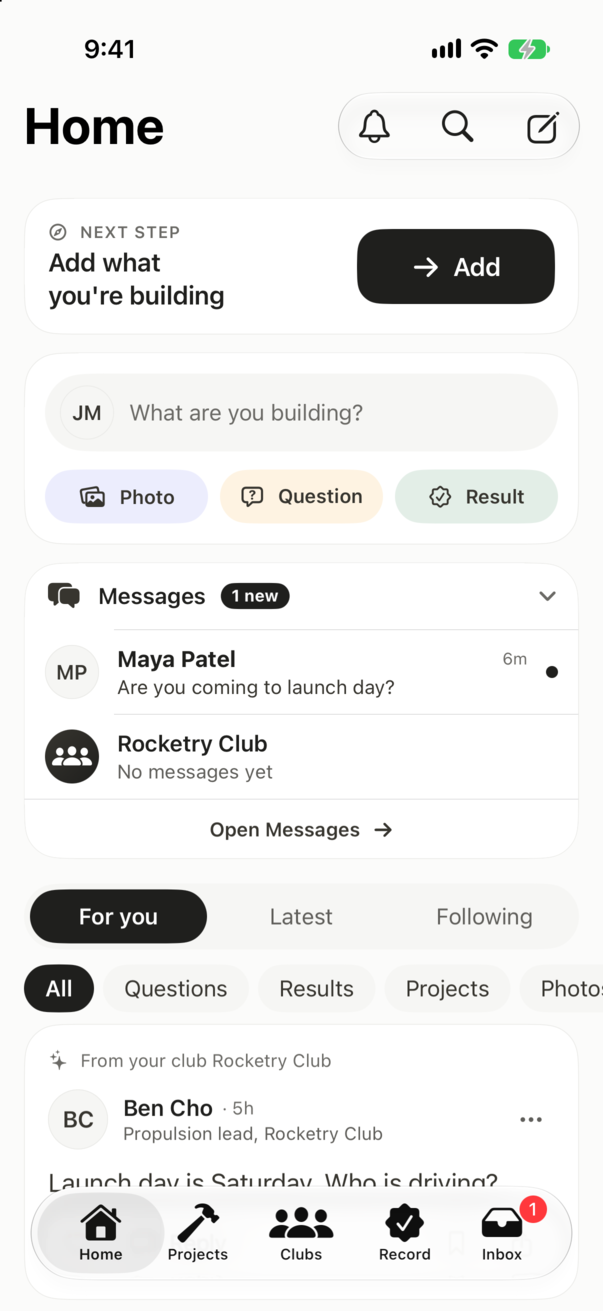 9:41
Home
NEXT STEP
Add what
you're building
Add
JM
What are you building?
Photo
Question
Result
Messages
1 new
MP
Maya Patel
6m
Are you coming to launch day?
Rocketry Club
No messages yet
Open Messages
For you
Latest
Following
All
Questions
Results
Projects
Photos
From your club Rocketry Club
BC
Ben Cho · 5h
Propulsion lead, Rocketry Club
Launch day is Saturday. Who is driving?
1
Home
Projects
Clubs
Record
Inbox